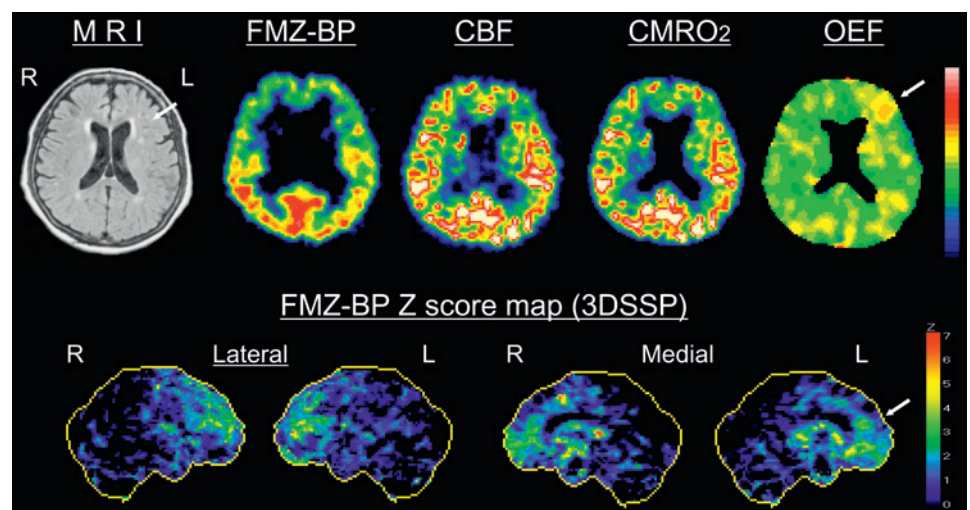 M R I FMZ-BP CBF CMRO2 OEF
R L
FMZ-BP Z score map (3DSSP)
R Lateral L R Medial L
Z
7
6
5
4
3
2
1
0